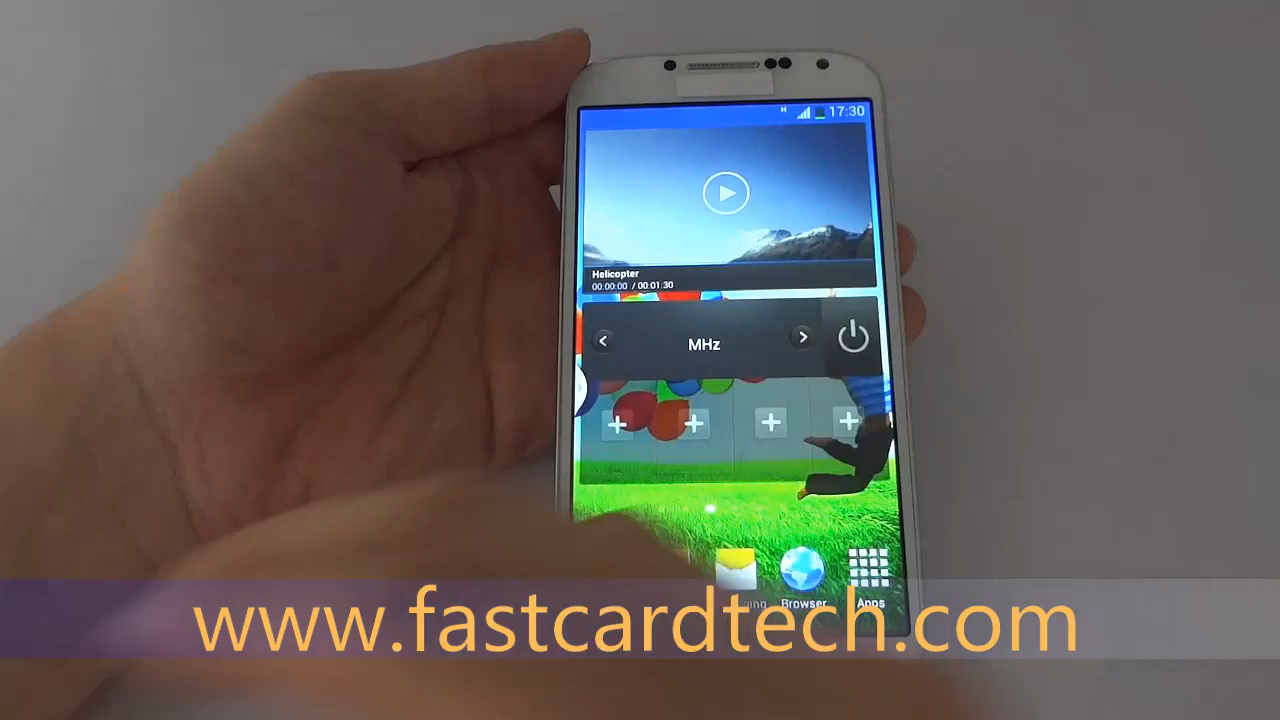 H 17:30
Helicopter
00:00:00 / 00:01:30
MHz
Browser
Apps
www.fastcardtech.com